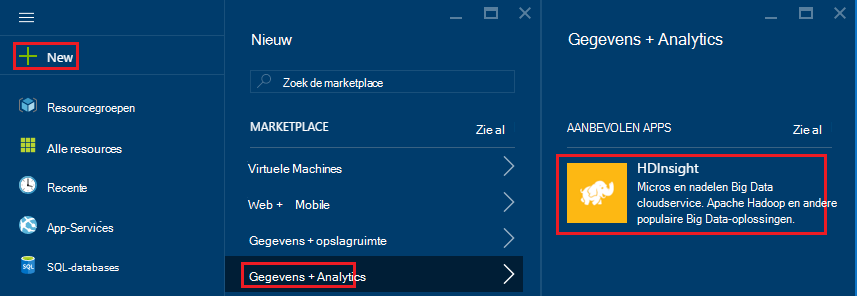 New
Resourcegroepen
Alle resources
Recente
App-Services
SQL
SQL-databases
Nieuw
Zoek de marketplace
MARKETPLACE Zie al
Virtuele Machines
Web + Mobile
Gegevens + opslagruimte
Gegevens + Analytics
Gegevens + Analytics
AANBEVOLEN APPS Zie al
HDInsight
Micros en nadelen Big Data
cloudservice. Apache Hadoop en andere
populaire Big Data-oplossingen.